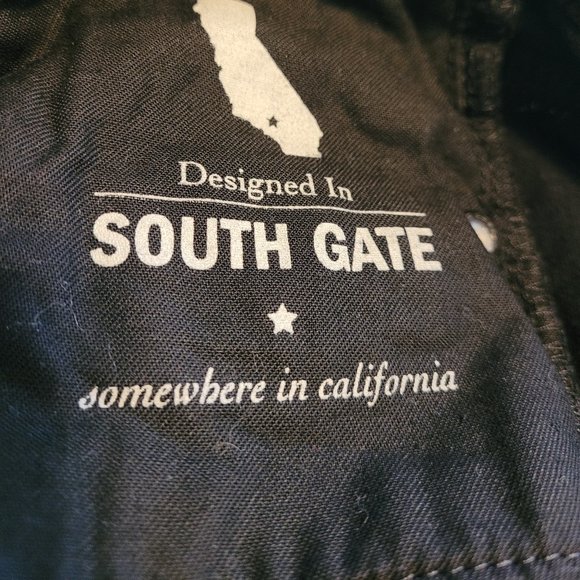 Designed In
SOUTH GATE
somewhere in california